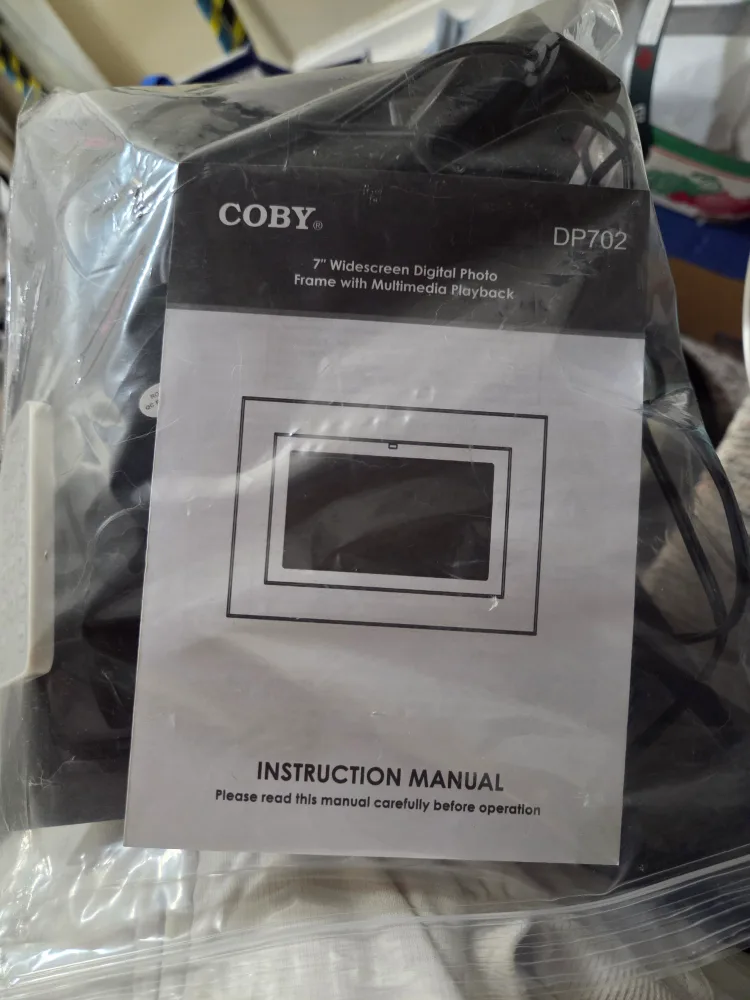 COBY®
DP702
7" Widescreen Digital Photo
Frame with Multimedia Playback
INSTRUCTION MANUAL
Please read this manual carefully before operation